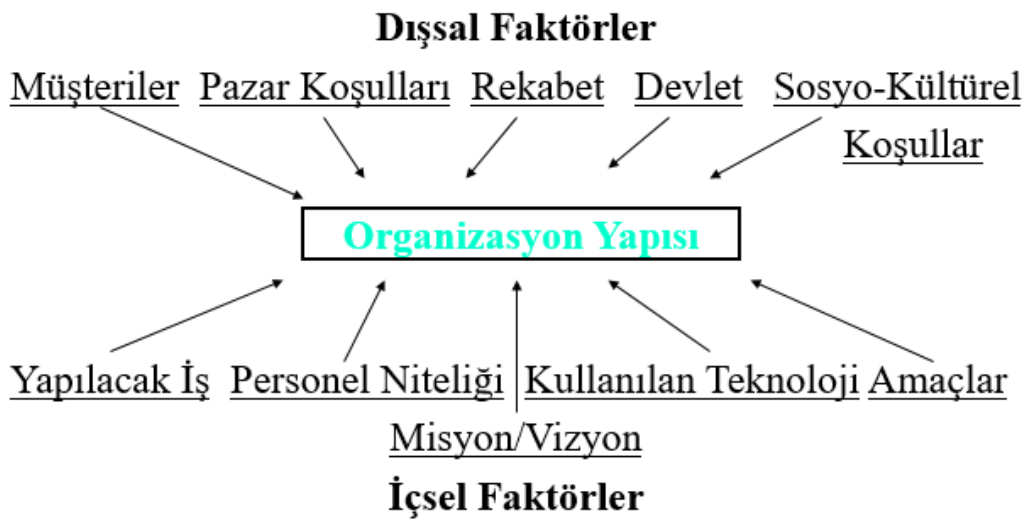 Dışsal Faktörler
Müşteriler Pazar Koşulları Rekabet Devlet Sosyo-Kültürel
Koşullar
Organizasyon Yapısı
Yapılacak İş Personel Niteliği Kullanılan Teknoloji Amaçlar
Misyon/Vizyon
İçsel Faktörler